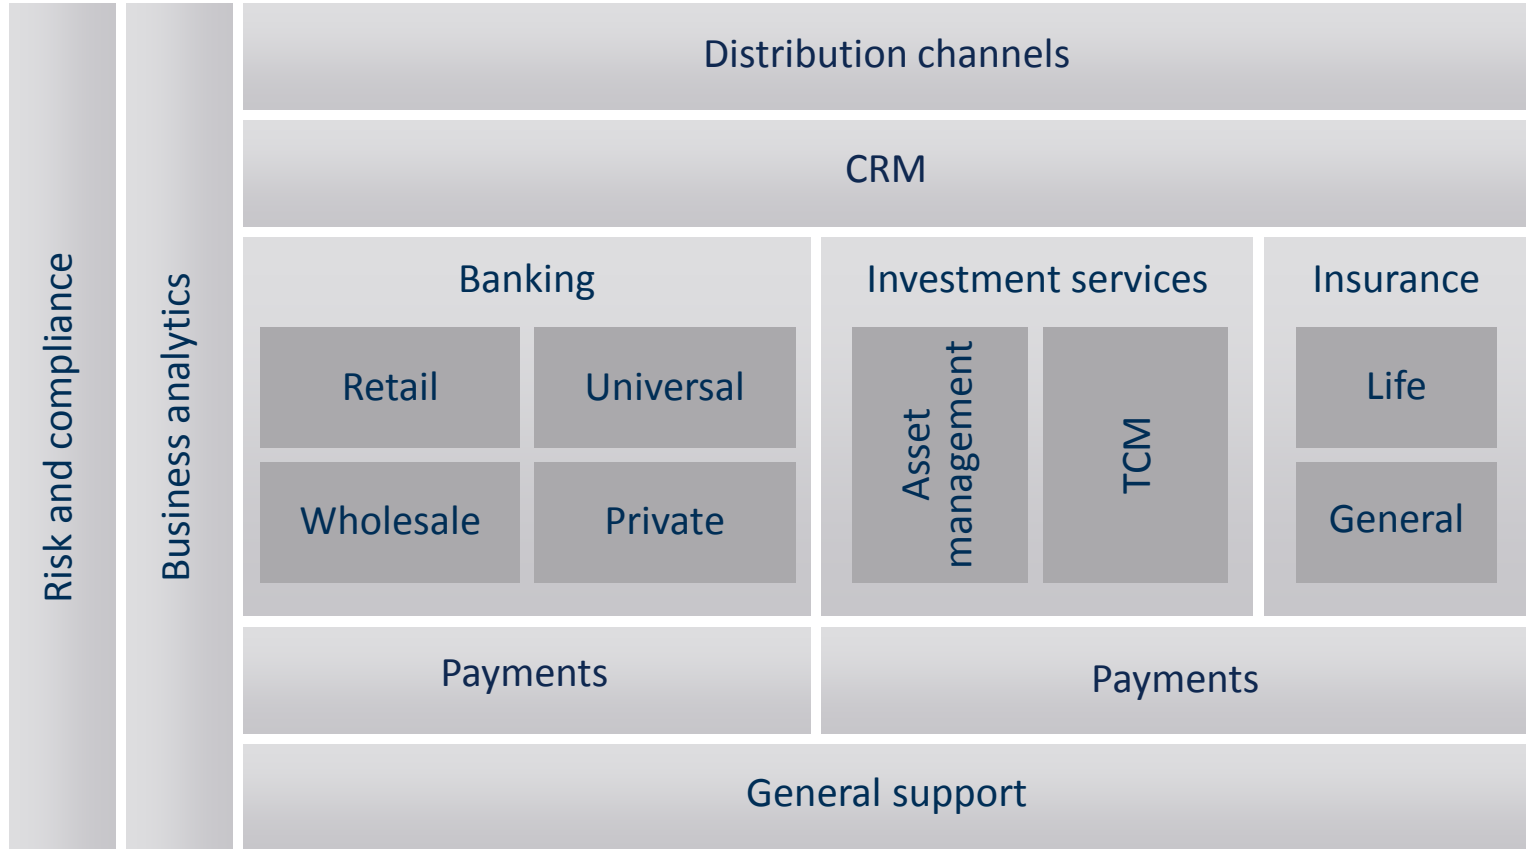 Risk and compliance
Business analytics
Distribution channels
CRM
Banking
Retail
Universal
Wholesale
Private
Investment services
Asset
management
TCM
Insurance
Life
General
Payments
Payments
General support